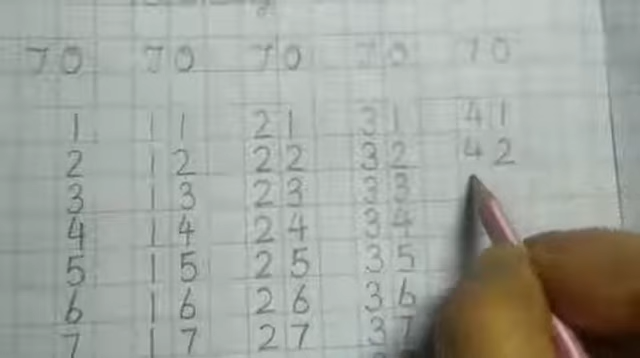 70 70 70 70 70
1 11 21 31 41
2 12 22 32 42
3 13 23 33
4 14 24 34
5 15 25 35
6 16 26 36
7 17 27 37